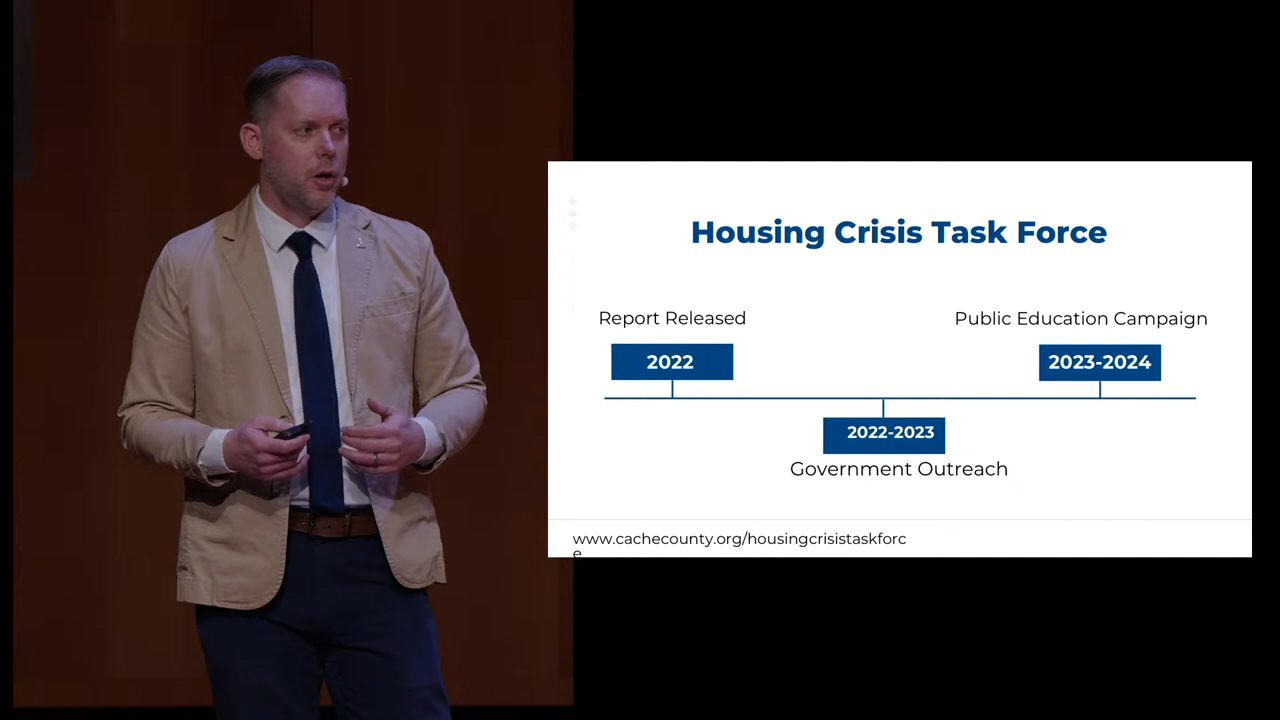 Housing Crisis Task Force
Report Released
Public Education Campaign
2022
2023-2024
2022-2023
Government Outreach
www.cachecounty.org/housingcrisistaskforc
e